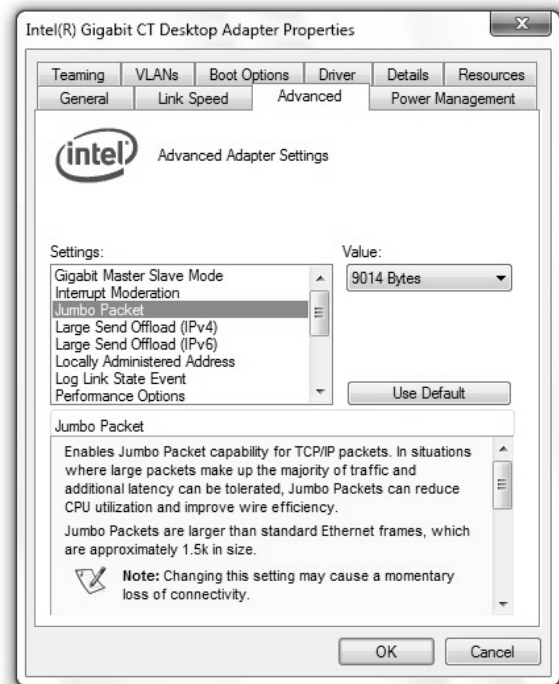 Intel(R) Gigabit CT Desktop Adapter Properties
Teaming VLANs Boot Options Driver Details Resources
General Link Speed Advanced Power Management
intel Advanced Adapter Settings
Settings: Value:
Gigabit Master Slave Mode 9014 Bytes
Interrupt Moderation
Jumbo Packet
Large Send Offload (IPv4)
Large Send Offload (IPv6)
Locally Administered Address
Log Link State Event
Performance Options Use Default
Jumbo Packet
Enables Jumbo Packet capability for TCP/IP packets. In situations
where large packets make up the majority of traffic and
additional latency can be tolerated, Jumbo Packets can reduce
CPU utilization and improve wire efficiency.
Jumbo Packets are larger than standard Ethernet frames, which
are approximately 1.5k in size.
Note: Changing this setting may cause a momentary
loss of connectivity.
OK Cancel